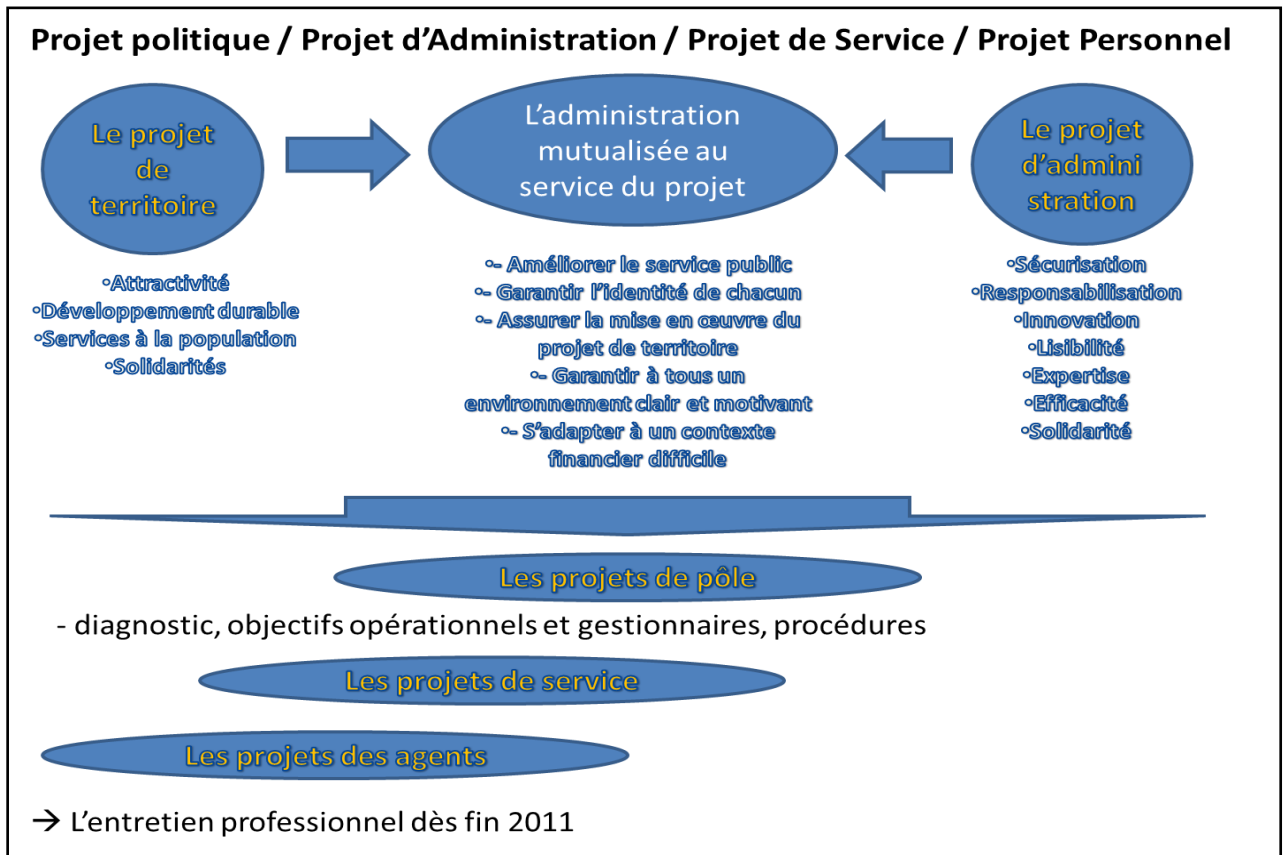 Projet politique / Projet d’Administration / Projet de Service / Projet Personnel
Le projet
de
territoire
L’administration
mutualisée au
service du projet
Le projet
d’admini
stration
•Attractivité
•Développement durable
•Services à la population
•Solidarités
•- Améliorer le service public
•- Garantir l’identité de chacun
•- Assurer la mise en œuvre du
projet de territoire
•- Garantir à tous un
environnement clair et motivant
•- S’adapter à un contexte
financier difficile
•Sécurisation
•Responsabilisation
•Innovation
•Lisibilité
•Expertise
•Efficacité
•Solidarité
Les projets de pôle
- diagnostic, objectifs opérationnels et gestionnaires, procédures
Les projets de service
Les projets des agents
→ L’entretien professionnel dès fin 2011